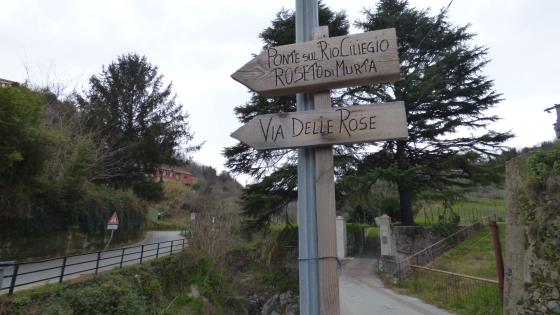 PONTE SUL RIO CILIEGIO
ROSETO DI MURTA
VIA DELLE ROSE